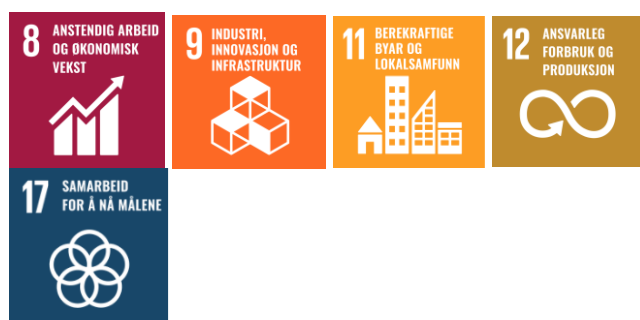 8 ANSTENDIG ARBEID
OG ØKONOMISK
VEKST
9 INDUSTRI,
INNOVASJON OG
INFRASTRUKTUR
11 BEREKRAFTIGE
BYAR OG
LOKALSAMFUNN
12 ANSVARLEG
FORBRUK OG
PRODUKSJON
17 SAMARBEID
FOR Å NÅ MÅLENE